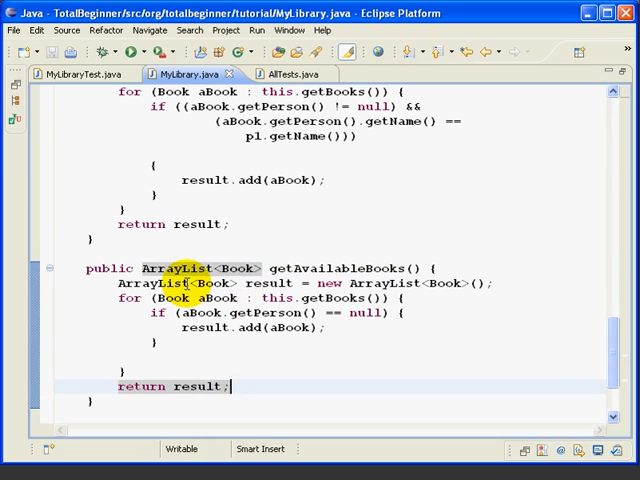 Java - TotalBeginner/src/org/totalbeginner/tutorial/MyLibrary.java - Eclipse Platform
File Edit Source Refactor Navigate Search Project Run Window Help
MyLibraryTest.java MyLibrary.java AllTests.java
for (Book aBook : this.getBooks()) {
if ((aBook.getPerson() != null) &&
(aBook.getPerson().getName() ==
p1.getName()))
{
result.add(aBook);
}
}
return result;
}
public ArrayList<Book> getAvailableBooks() {
ArrayList<Book> result = new ArrayList<Book>();
for (Book aBook : this.getBooks()) {
if (aBook.getPerson() == null) {
result.add(aBook);
}
}
return result;
}
Writable Smart Insert